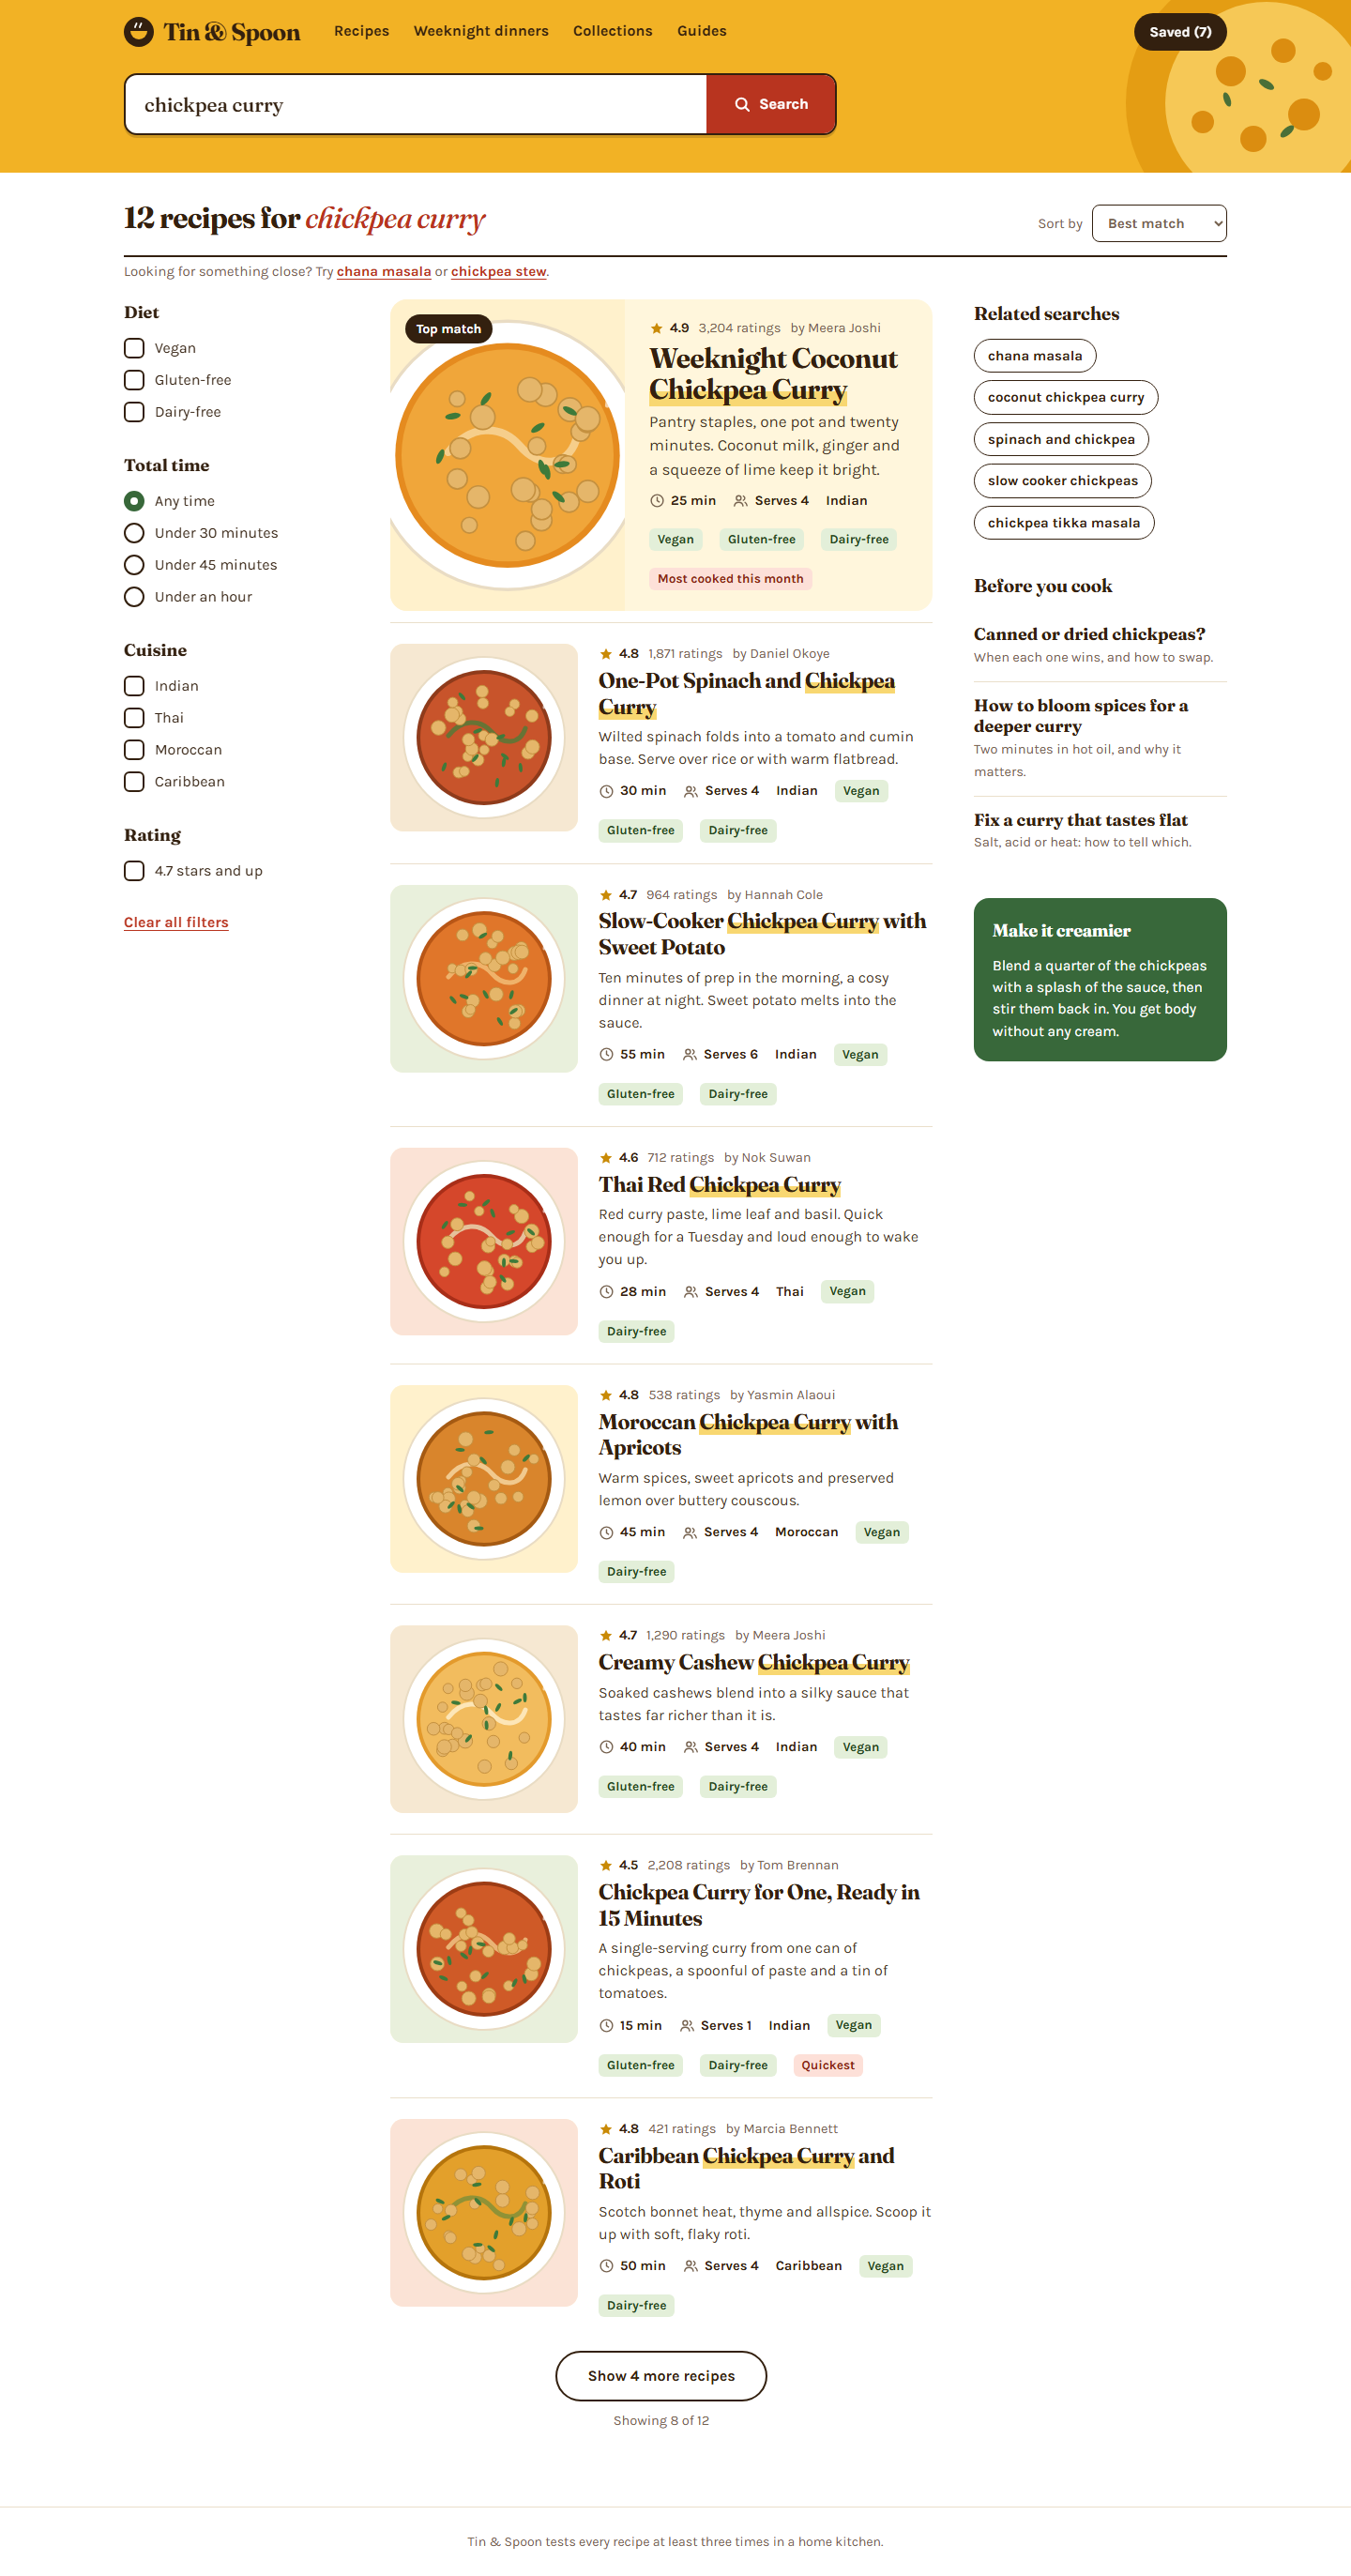 Tin & Spoon
Recipes
Weeknight dinners
Collections
Guides
Saved (7)
chickpea curry
Search
12 recipes for chickpea curry
Sort by
Best match
Looking for something close? Try chana masala or chickpea stew.
Diet
Vegan
Gluten-free
Dairy-free
Total time
Any time
Under 30 minutes
Under 45 minutes
Under an hour
Cuisine
Indian
Thai
Moroccan
Caribbean
Rating
4.7 stars and up
Clear all filters
Top match
4.9 3,204 ratings by Meera Joshi
Weeknight Coconut
Chickpea Curry
Pantry staples, one pot and twenty
minutes. Coconut milk, ginger and
a squeeze of lime keep it bright.
25 min Serves 4 Indian
Vegan Gluten-free Dairy-free
Most cooked this month
4.8 1,871 ratings by Daniel Okoye
One-Pot Spinach and Chickpea
Curry
Wilted spinach folds into a tomato and cumin
base. Serve over rice or with warm flatbread.
30 min Serves 4 Indian Vegan
Gluten-free Dairy-free
4.7 964 ratings by Hannah Cole
Slow-Cooker Chickpea Curry with
Sweet Potato
Ten minutes of prep in the morning, a cosy
dinner at night. Sweet potato melts into the
sauce.
55 min Serves 6 Indian Vegan
Gluten-free Dairy-free
4.6 712 ratings by Nok Suwan
Thai Red Chickpea Curry
Red curry paste, lime leaf and basil. Quick
enough for a Tuesday and loud enough to wake
you up.
28 min Serves 4 Thai Vegan
Dairy-free
4.8 538 ratings by Yasmin Alaoui
Moroccan Chickpea Curry with
Apricots
Warm spices, sweet apricots and preserved
lemon over buttery couscous.
45 min Serves 4 Moroccan Vegan
Dairy-free
4.7 1,290 ratings by Meera Joshi
Creamy Cashew Chickpea Curry
Soaked cashews blend into a silky sauce that
tastes far richer than it is.
40 min Serves 4 Indian Vegan
Gluten-free Dairy-free
4.5 2,208 ratings by Tom Brennan
Chickpea Curry for One, Ready in
15 Minutes
A single-serving curry from one can of
chickpeas, a spoonful of paste and a tin of
tomatoes.
15 min Serves 1 Indian Vegan
Gluten-free Dairy-free Quickest
4.8 421 ratings by Marcia Bennett
Caribbean Chickpea Curry and
Roti
Scotch bonnet heat, thyme and allspice. Scoop it
up with soft, flaky roti.
50 min Serves 4 Caribbean Vegan
Dairy-free
Show 4 more recipes
Showing 8 of 12
Related searches
chana masala
coconut chickpea curry
spinach and chickpea
slow cooker chickpeas
chickpea tikka masala
Before you cook
Canned or dried chickpeas?
When each one wins, and how to swap.
How to bloom spices for a
deeper curry
Two minutes in hot oil, and why it
matters.
Fix a curry that tastes flat
Salt, acid or heat: how to tell which.
Make it creamier
Blend a quarter of the chickpeas
with a splash of the sauce, then
stir them back in. You get body
without any cream.
Tin & Spoon tests every recipe at least three times in a home kitchen.